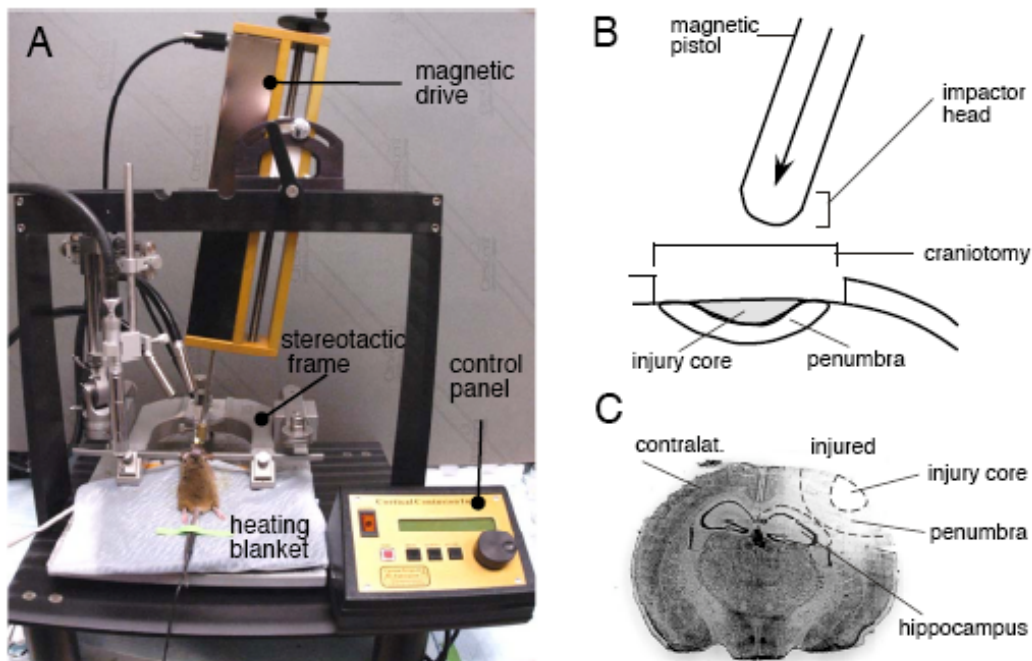 A
magnetic
drive
stereotactic
frame
control
panel
heating
blanket
B
magnetic
pistol
impactor
head
craniotomy
injury core
penumbra
C
contralat.
injured
injury core
penumbra
hippocampus